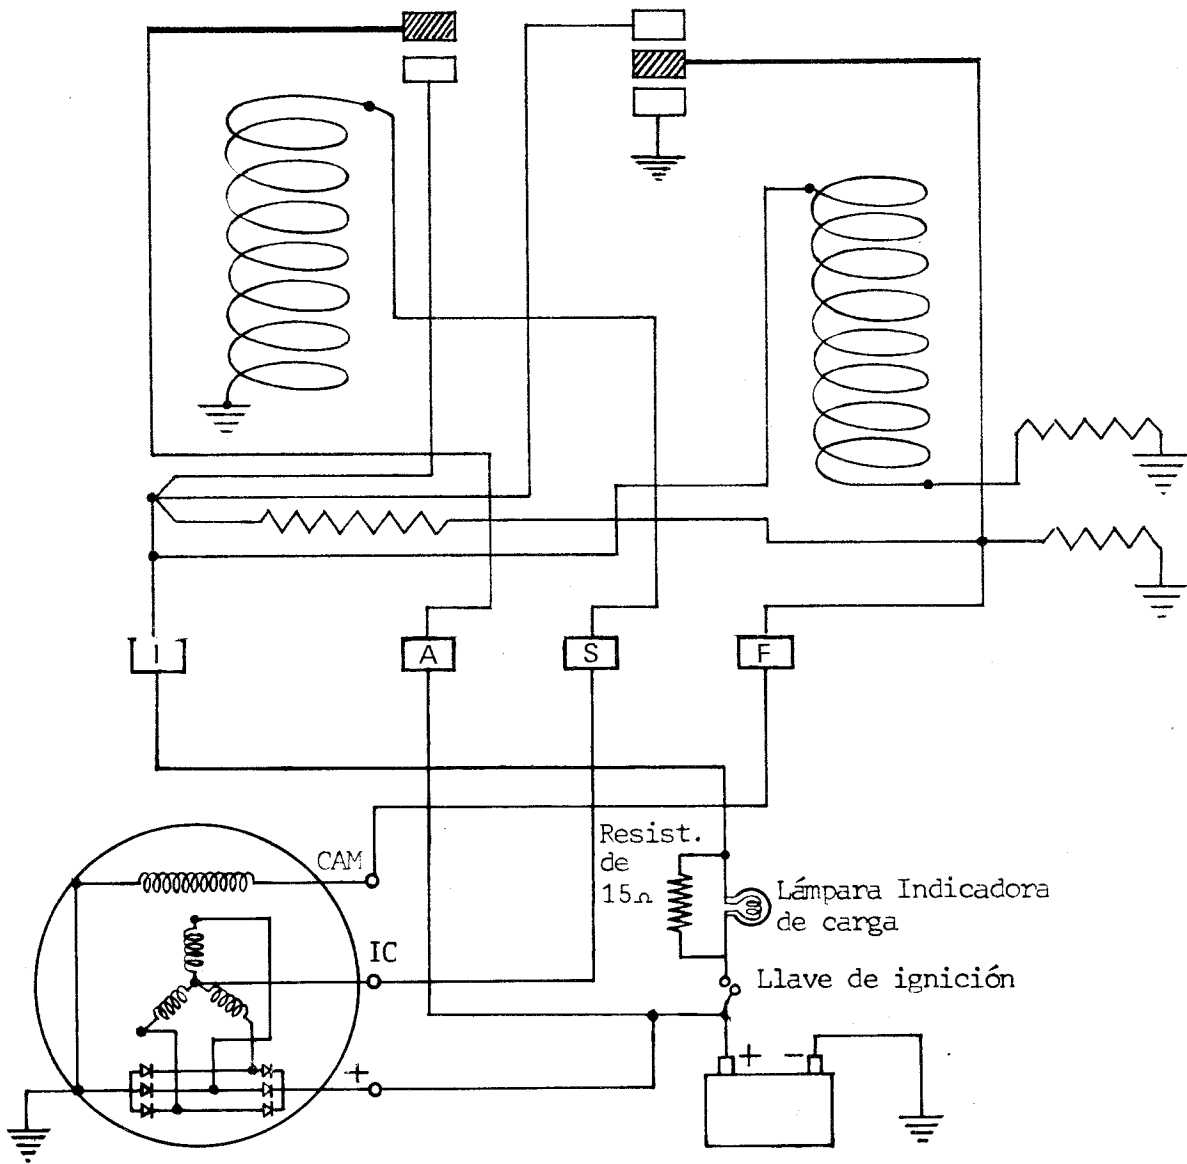 I
A
S
F
Resist.
de
15Ω
CAM
Lámpara Indicadora
de carga
IC
Llave de ignición
+ −
+